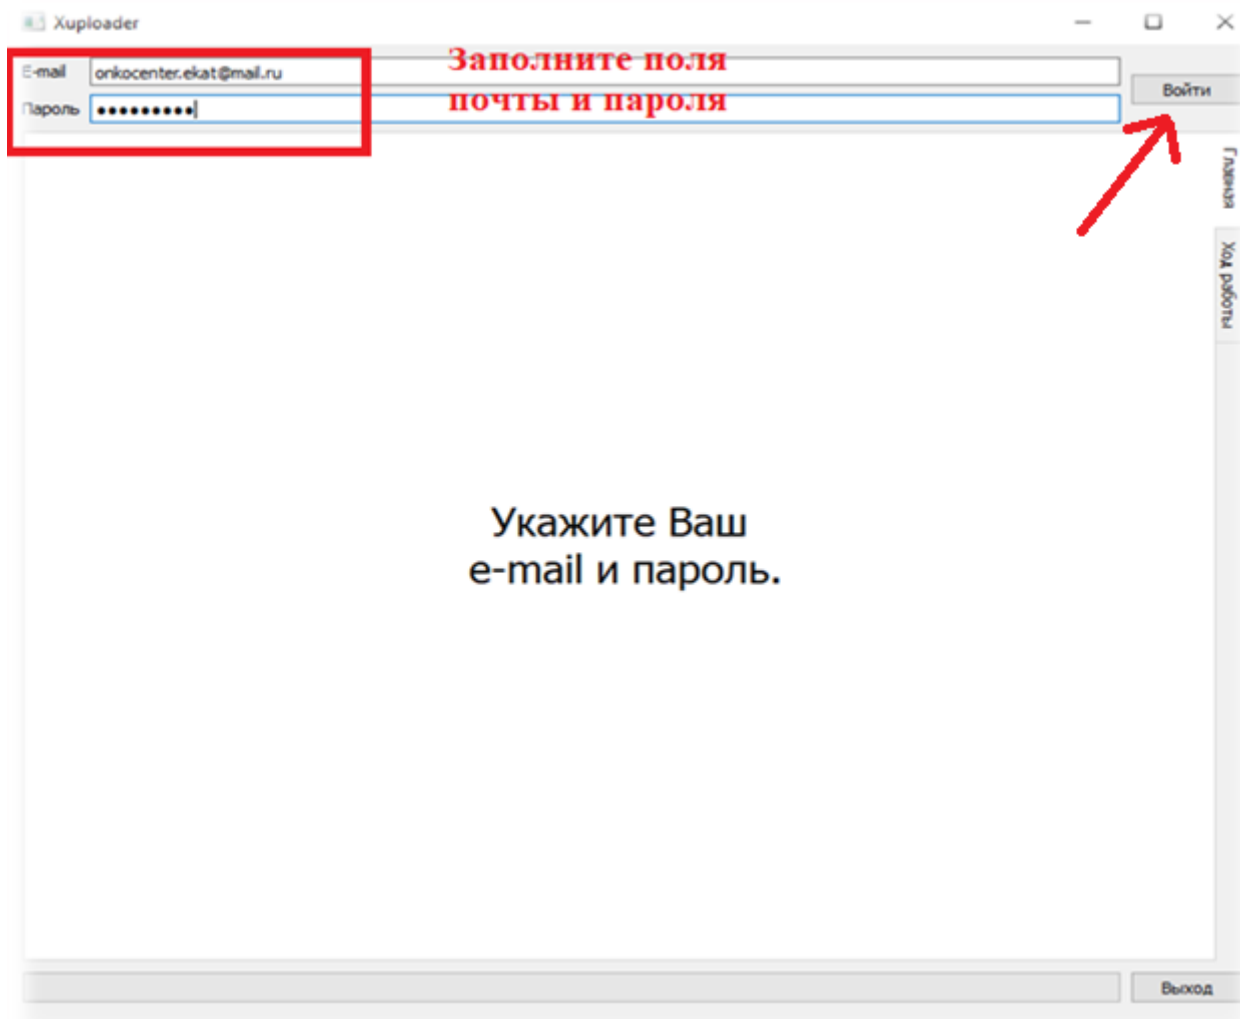 Xuploader
E-mail
onkocenter.ekat@mail.ru
Заполните поля
Войти
Пароль
●●●●●●●●●
почты и пароля
Главная
Ход работы
Укажите Ваш
e-mail и пароль.
Выход